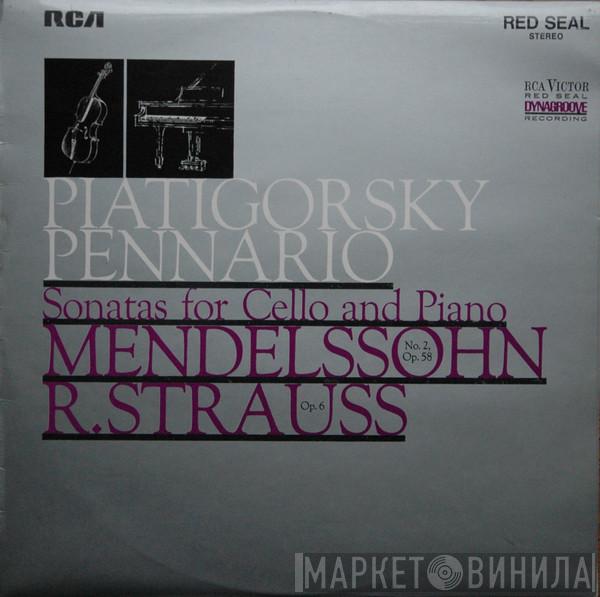 RCA
RED SEAL
STEREO
RCA VICTOR
RED SEAL
DYNAGROOVE
RECORDING
PIATIGORSKY
PENNARIO
Sonatas for Cello and Piano
MENDELSSOHN
No. 2,
Op. 58
R.STRAUSS
Op. 6
МАРКЕТ ВИНИЛА